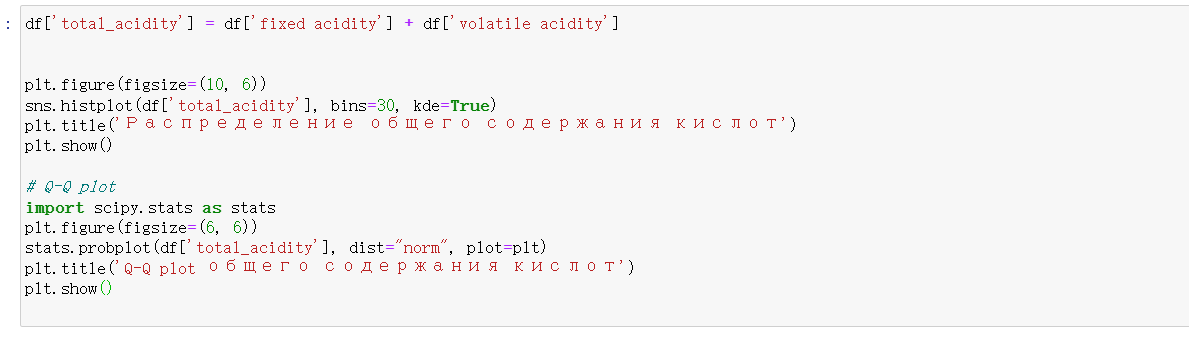 : df['total_acidity'] = df['fixed acidity'] + df['volatile acidity']
plt.figure(figsize=(10, 6))
sns.histplot(df['total_acidity'], bins=30, kde=True)
plt.title('Распределение общего содержания кислот')
plt.show()
# Q-Q plot
import scipy.stats as stats
plt.figure(figsize=(6, 6))
stats.probplot(df['total_acidity'], dist="norm", plot=plt)
plt.title('Q-Q plot общего содержания кислот')
plt.show()